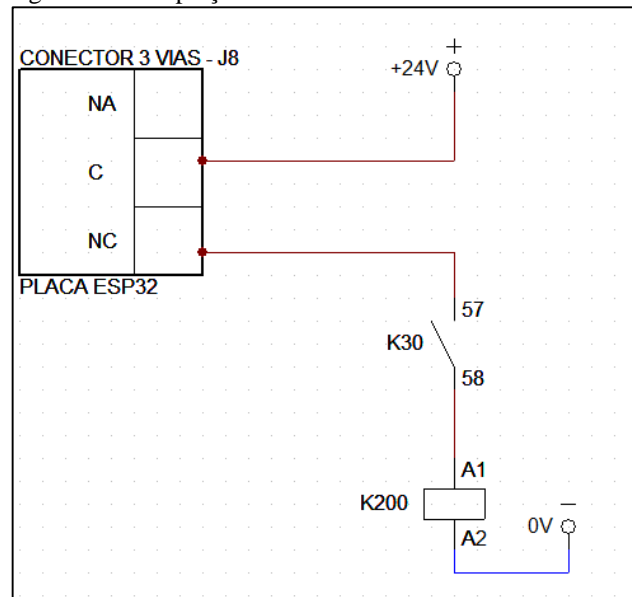 CONECTOR 3 VIAS - J8
NA
C
NC
PLACA ESP32
+
+24V
57
K30
58
A1
K200
A2
−
0V